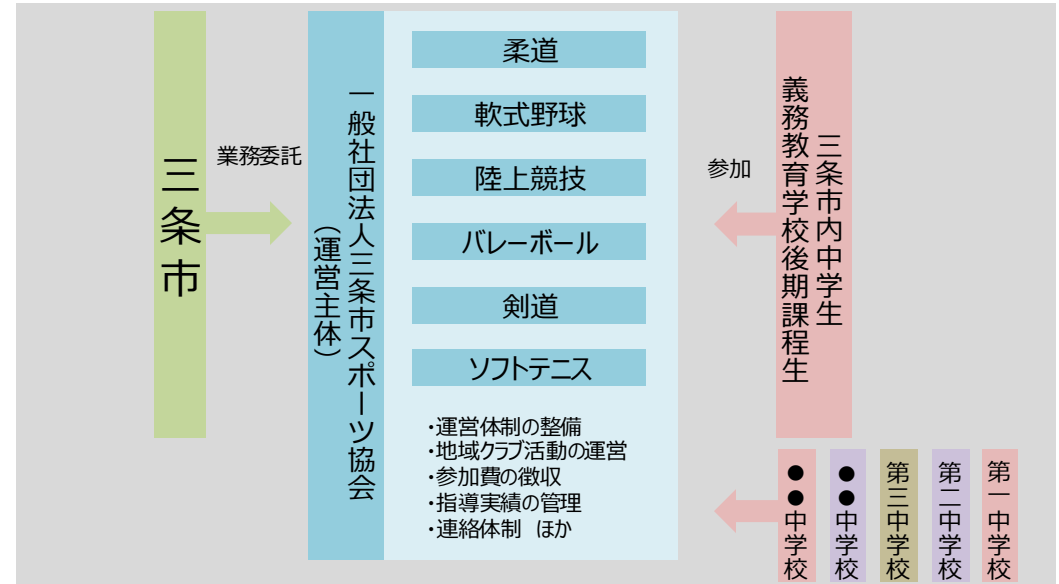 三条市
業務委託
一般社団法人三条市スポーツ協会
（運営主体）
柔道
軟式野球
陸上競技
バレーボール
剣道
ソフトテニス
・運営体制の整備
・地域クラブ活動の運営
・参加費の徴収
・指導実績の管理
・連絡体制 ほか
参加
三条市内中学生
義務教育学校後期課程生
第一中学校
第二中学校
第三中学校
●●中学校
●●中学校